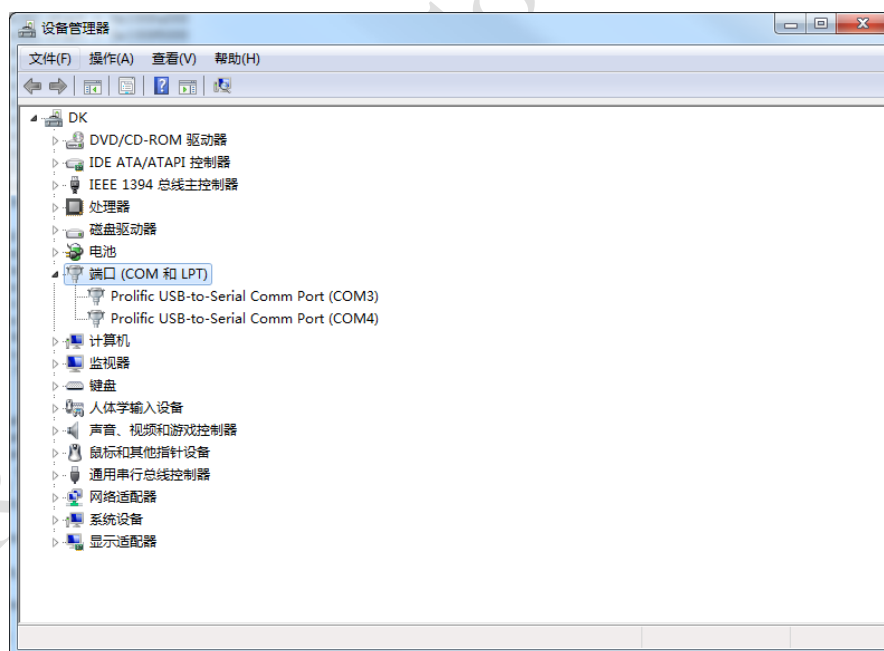 设备管理器
文件(F) 操作(A) 查看(V) 帮助(H)
DK
DVD/CD-ROM 驱动器
IDE ATA/ATAPI 控制器
IEEE 1394 总线主控制器
处理器
磁盘驱动器
电池
端口 (COM 和 LPT)
Prolific USB-to-Serial Comm Port (COM3)
Prolific USB-to-Serial Comm Port (COM4)
计算机
监视器
键盘
人体学输入设备
声音、视频和游戏控制器
鼠标和其他指针设备
通用串行总线控制器
网络适配器
系统设备
显示适配器